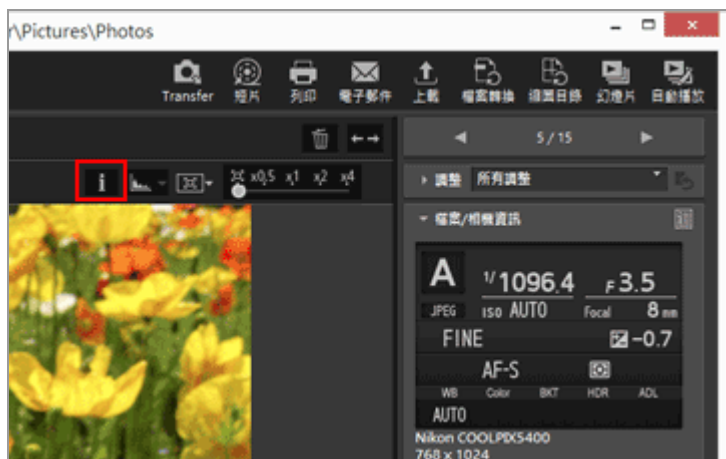 r\Pictures\Photos
Transfer 短片 列印 電子郵件 上載 檔案轉換 縮圖目錄 幻燈片 自動播放
5/15
i x0,5 x1 x2 x4 調整 所有調整
檔案/相機資訊
A 1/1096.4 F3.5
JPEG ISO AUTO Focal 8mm
FINE -0.7
AF-S
WB Color BKT HDR ADL
AUTO
Nikon COOLPIX5400
768 x 1024